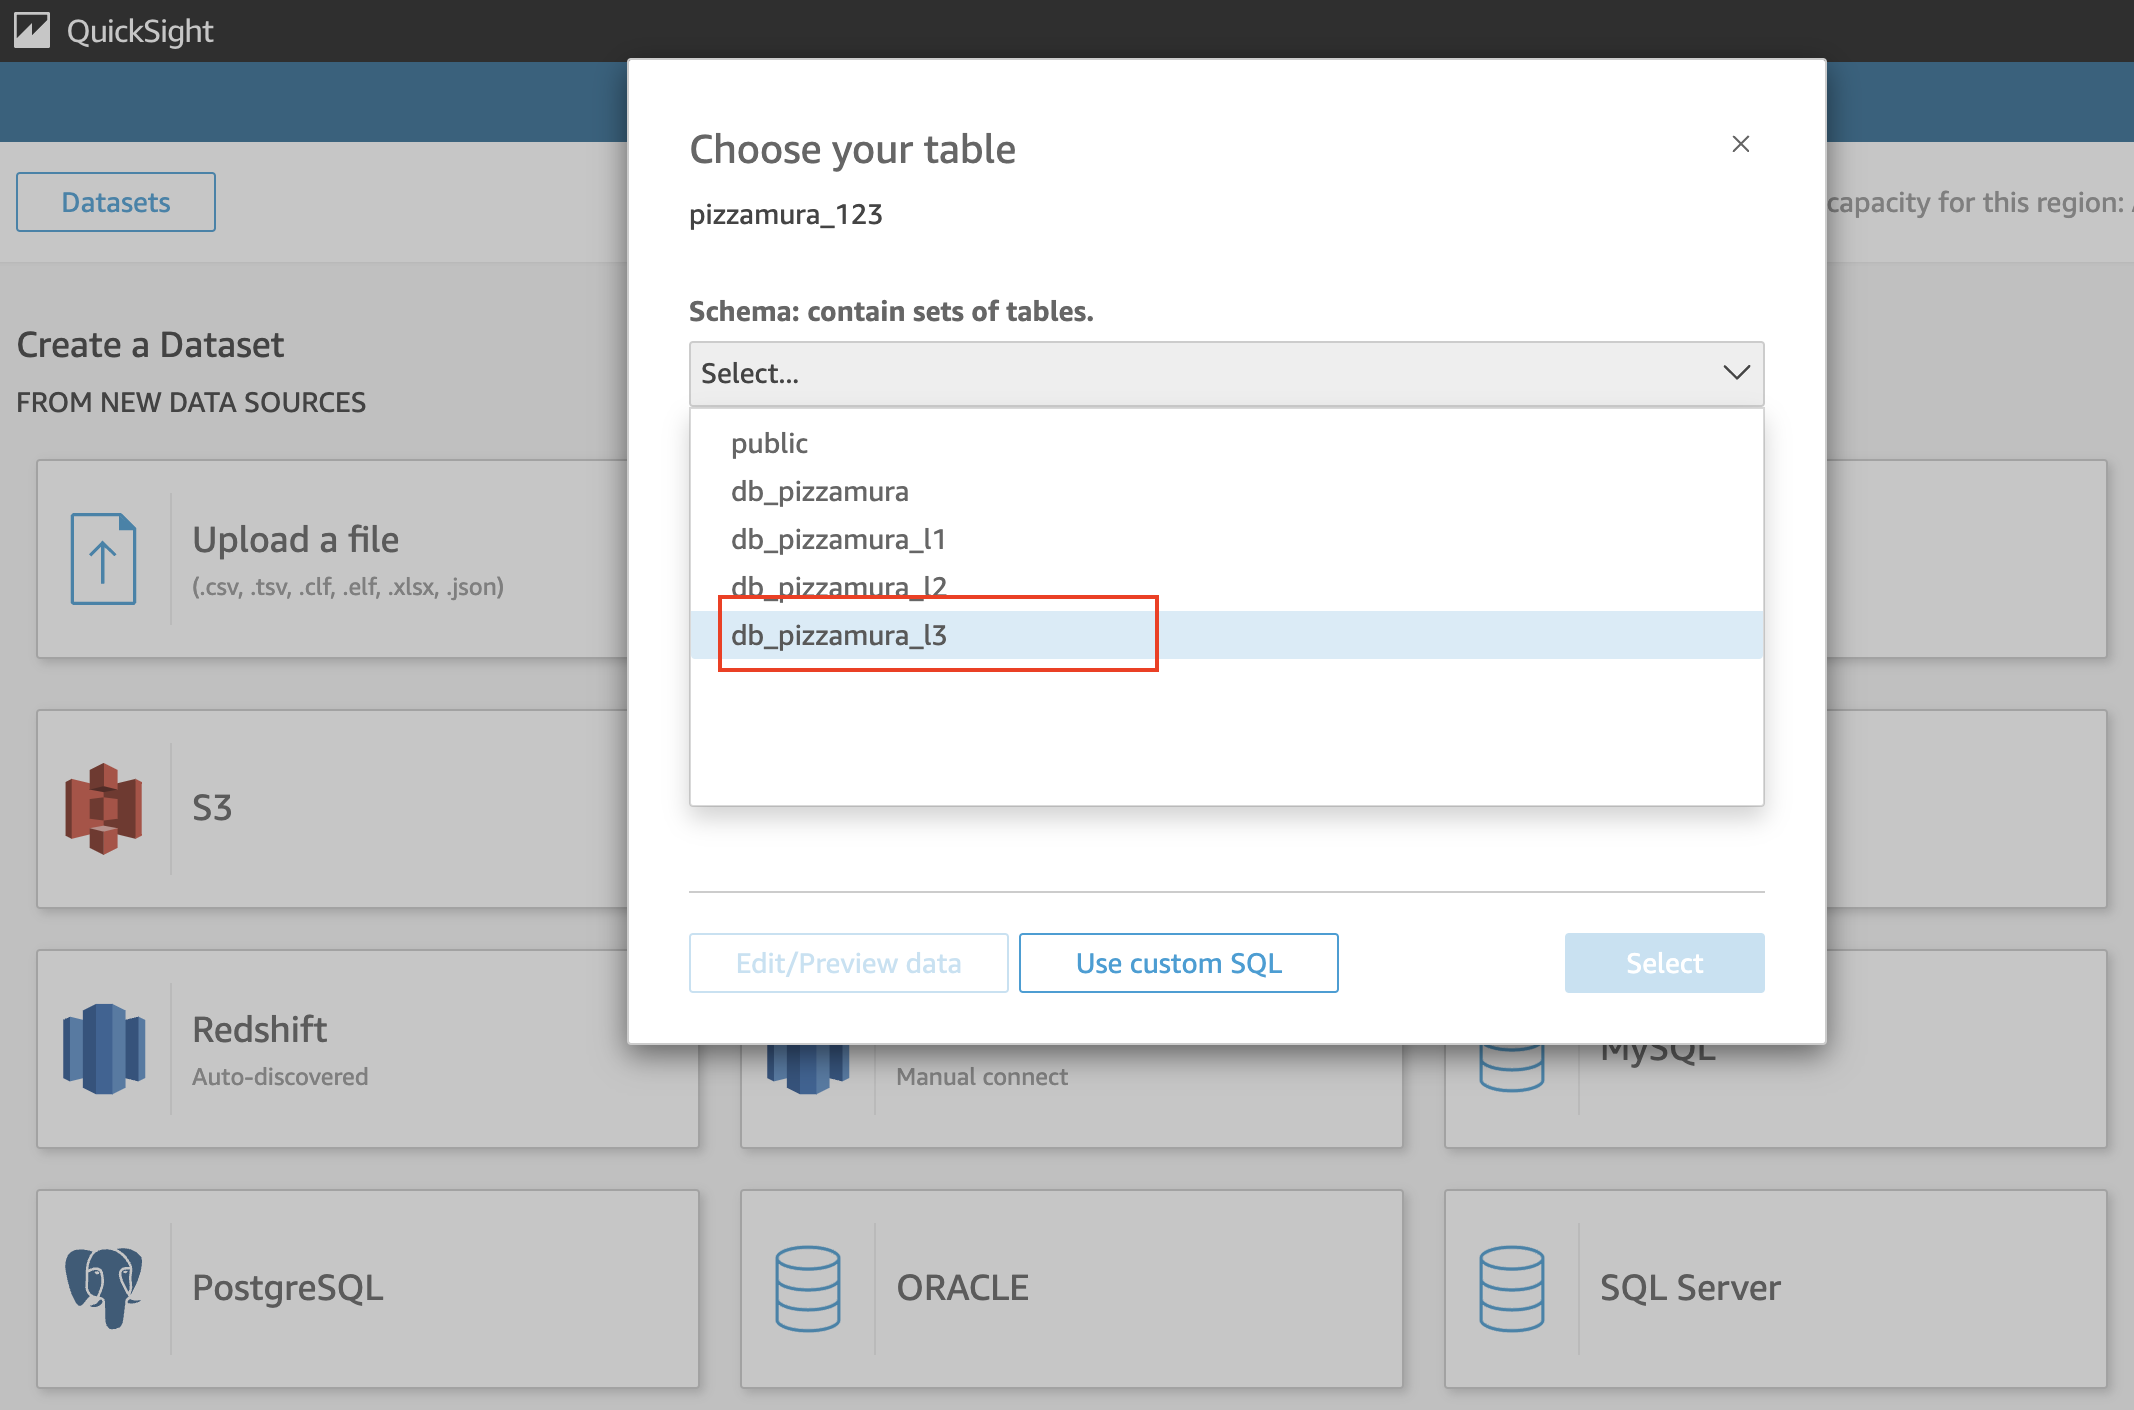 QuickSight
Datasets
capacity for this region:
Create a Dataset
FROM NEW DATA SOURCES
Upload a file
(.csv, .tsv, .clf, .elf, .xlsx, .json)
S3
Redshift
Auto-discovered
Manual connect
MySQL
PostgreSQL
ORACLE
SQL Server
Choose your table
pizzamura_123
Schema: contain sets of tables.
Select...
public
db_pizzamura
db_pizzamura_l1
db_pizzamura_l2
db_pizzamura_l3
Edit/Preview data
Use custom SQL
Select